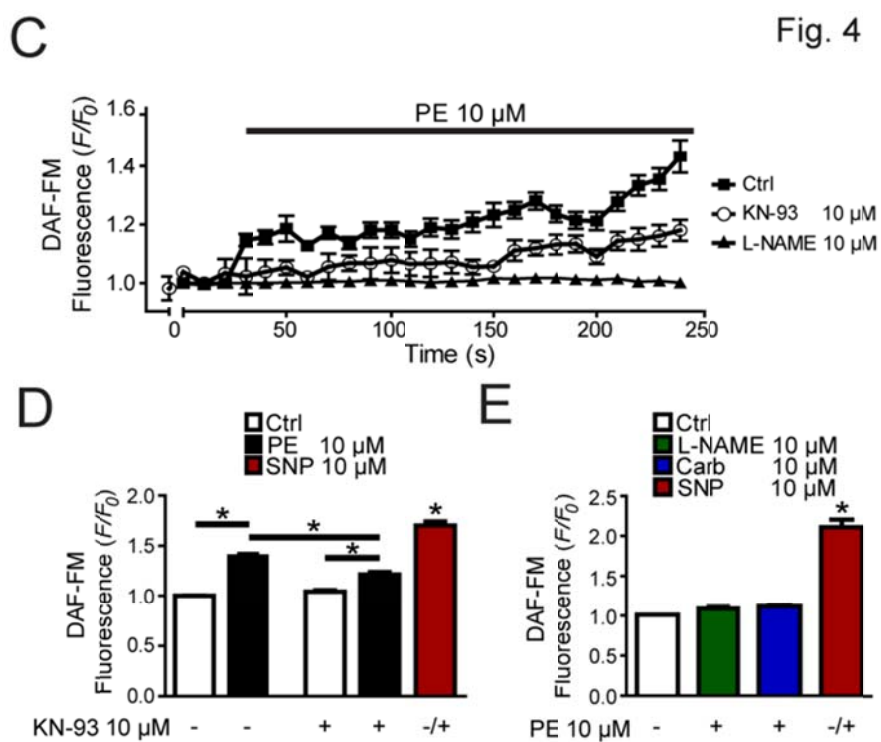 C
Fig. 4
PE 10 µM
DAF-FM
Fluorescence (F/F0)
1.6
1.4
1.2
1.0
0 50 100 150 200 250
Time (s)
Ctrl
KN-93 10 µM
L-NAME 10 µM
D
Ctrl
PE 10 µM
SNP 10 µM
DAF-FM
Fluorescence (F/F0)
2.0
1.5
1.0
0.5
0.0
* * * *
KN-93 10 µM - - + + -/+
E
Ctrl
L-NAME 10 µM
Carb 10 µM
SNP 10 µM
DAF-FM
Fluorescence (F/F0)
2.5
2.0
1.5
1.0
0.5
0.0
*
PE 10 µM - + + -/+